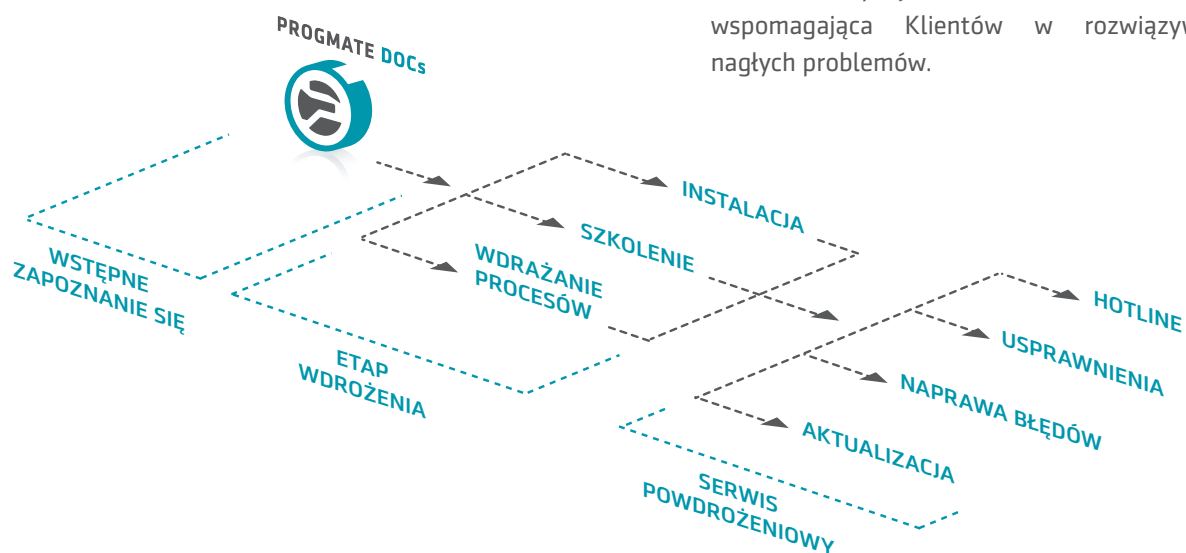 wspomagająca Klientów w
nagłych problemów.
PROGMATE DOCs
WSTĘPNE
ZAPOZNANIE SIĘ
ETAP
WDROŻENIA
INSTALACJA
SZKOLENIE
WDRAŻANIE
PROCESÓW
HOTLINE
USPRAWNIENIA
NAPRAWA BŁĘDÓW
AKTUALIZACJA
SERWIS
POWDROŻENIOWY